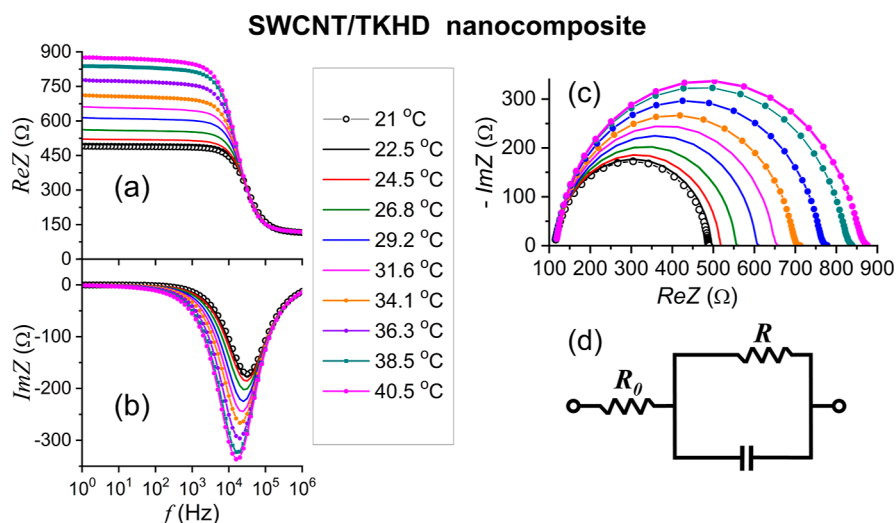 SWCNT/TKHD nanocomposite
900
750
600
450
300
150
0
ReZ (Ω)
(a)
0
-100
-200
-300
ImZ (Ω)
(b)
10⁰ 10¹ 10² 10³ 10⁴ 10⁵ 10⁶
f (Hz)
21 °C
22.5 °C
24.5 °C
26.8 °C
29.2 °C
31.6 °C
34.1 °C
36.3 °C
38.5 °C
40.5 °C
300
200
100
0
- ImZ (Ω)
(c)
100 200 300 400 500 600 700 800 900
ReZ (Ω)
(d)
R
R₀